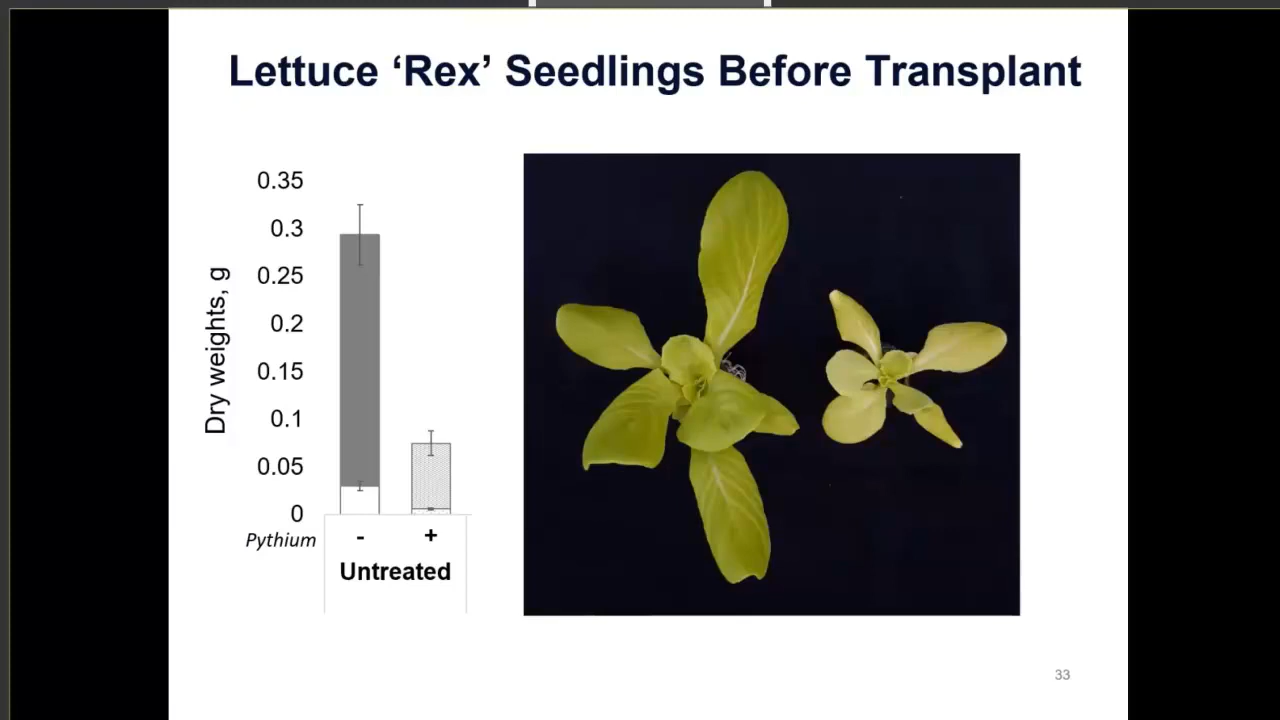 Lettuce ‘Rex’ Seedlings Before Transplant
Dry weights, g
0.35
0.3
0.25
0.2
0.15
0.1
0.05
0
Pythium - +
Untreated
33